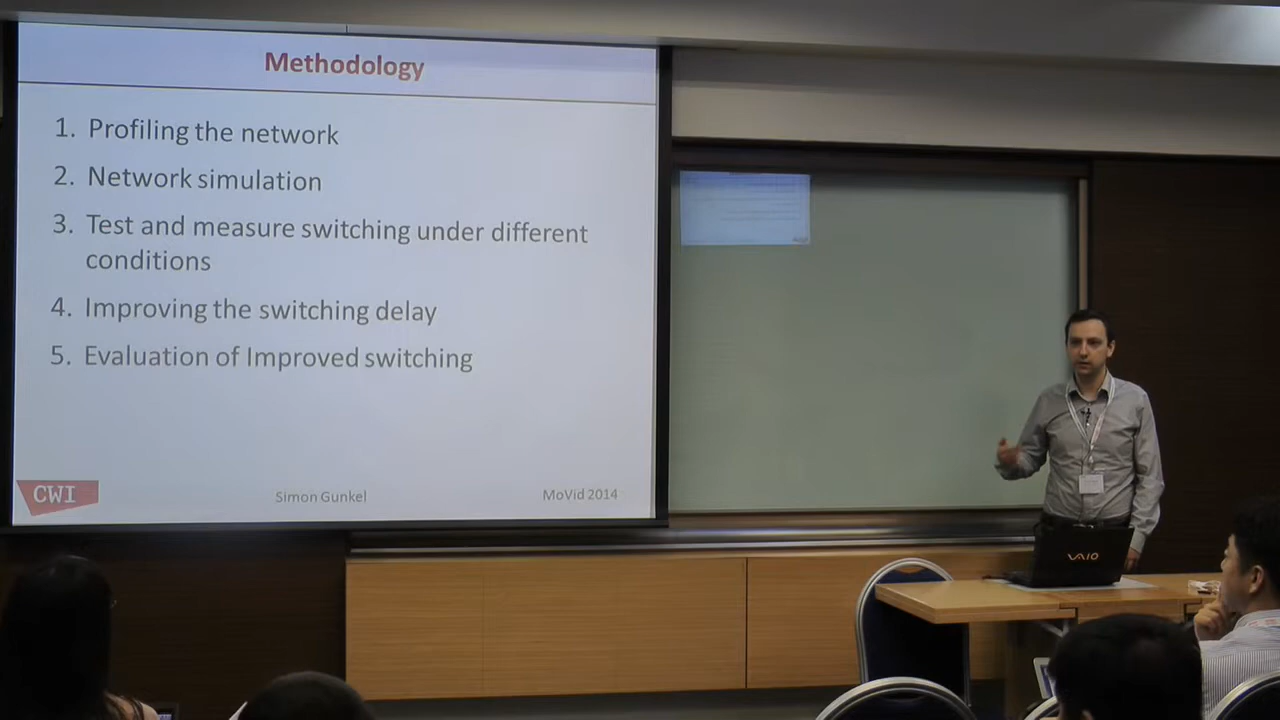 Methodology
1. Profiling the network
2. Network simulation
3. Test and measure switching under different
conditions
4. Improving the switching delay
5. Evaluation of Improved switching
CWI
Simon Gunkel
MoVid 2014
VAIO